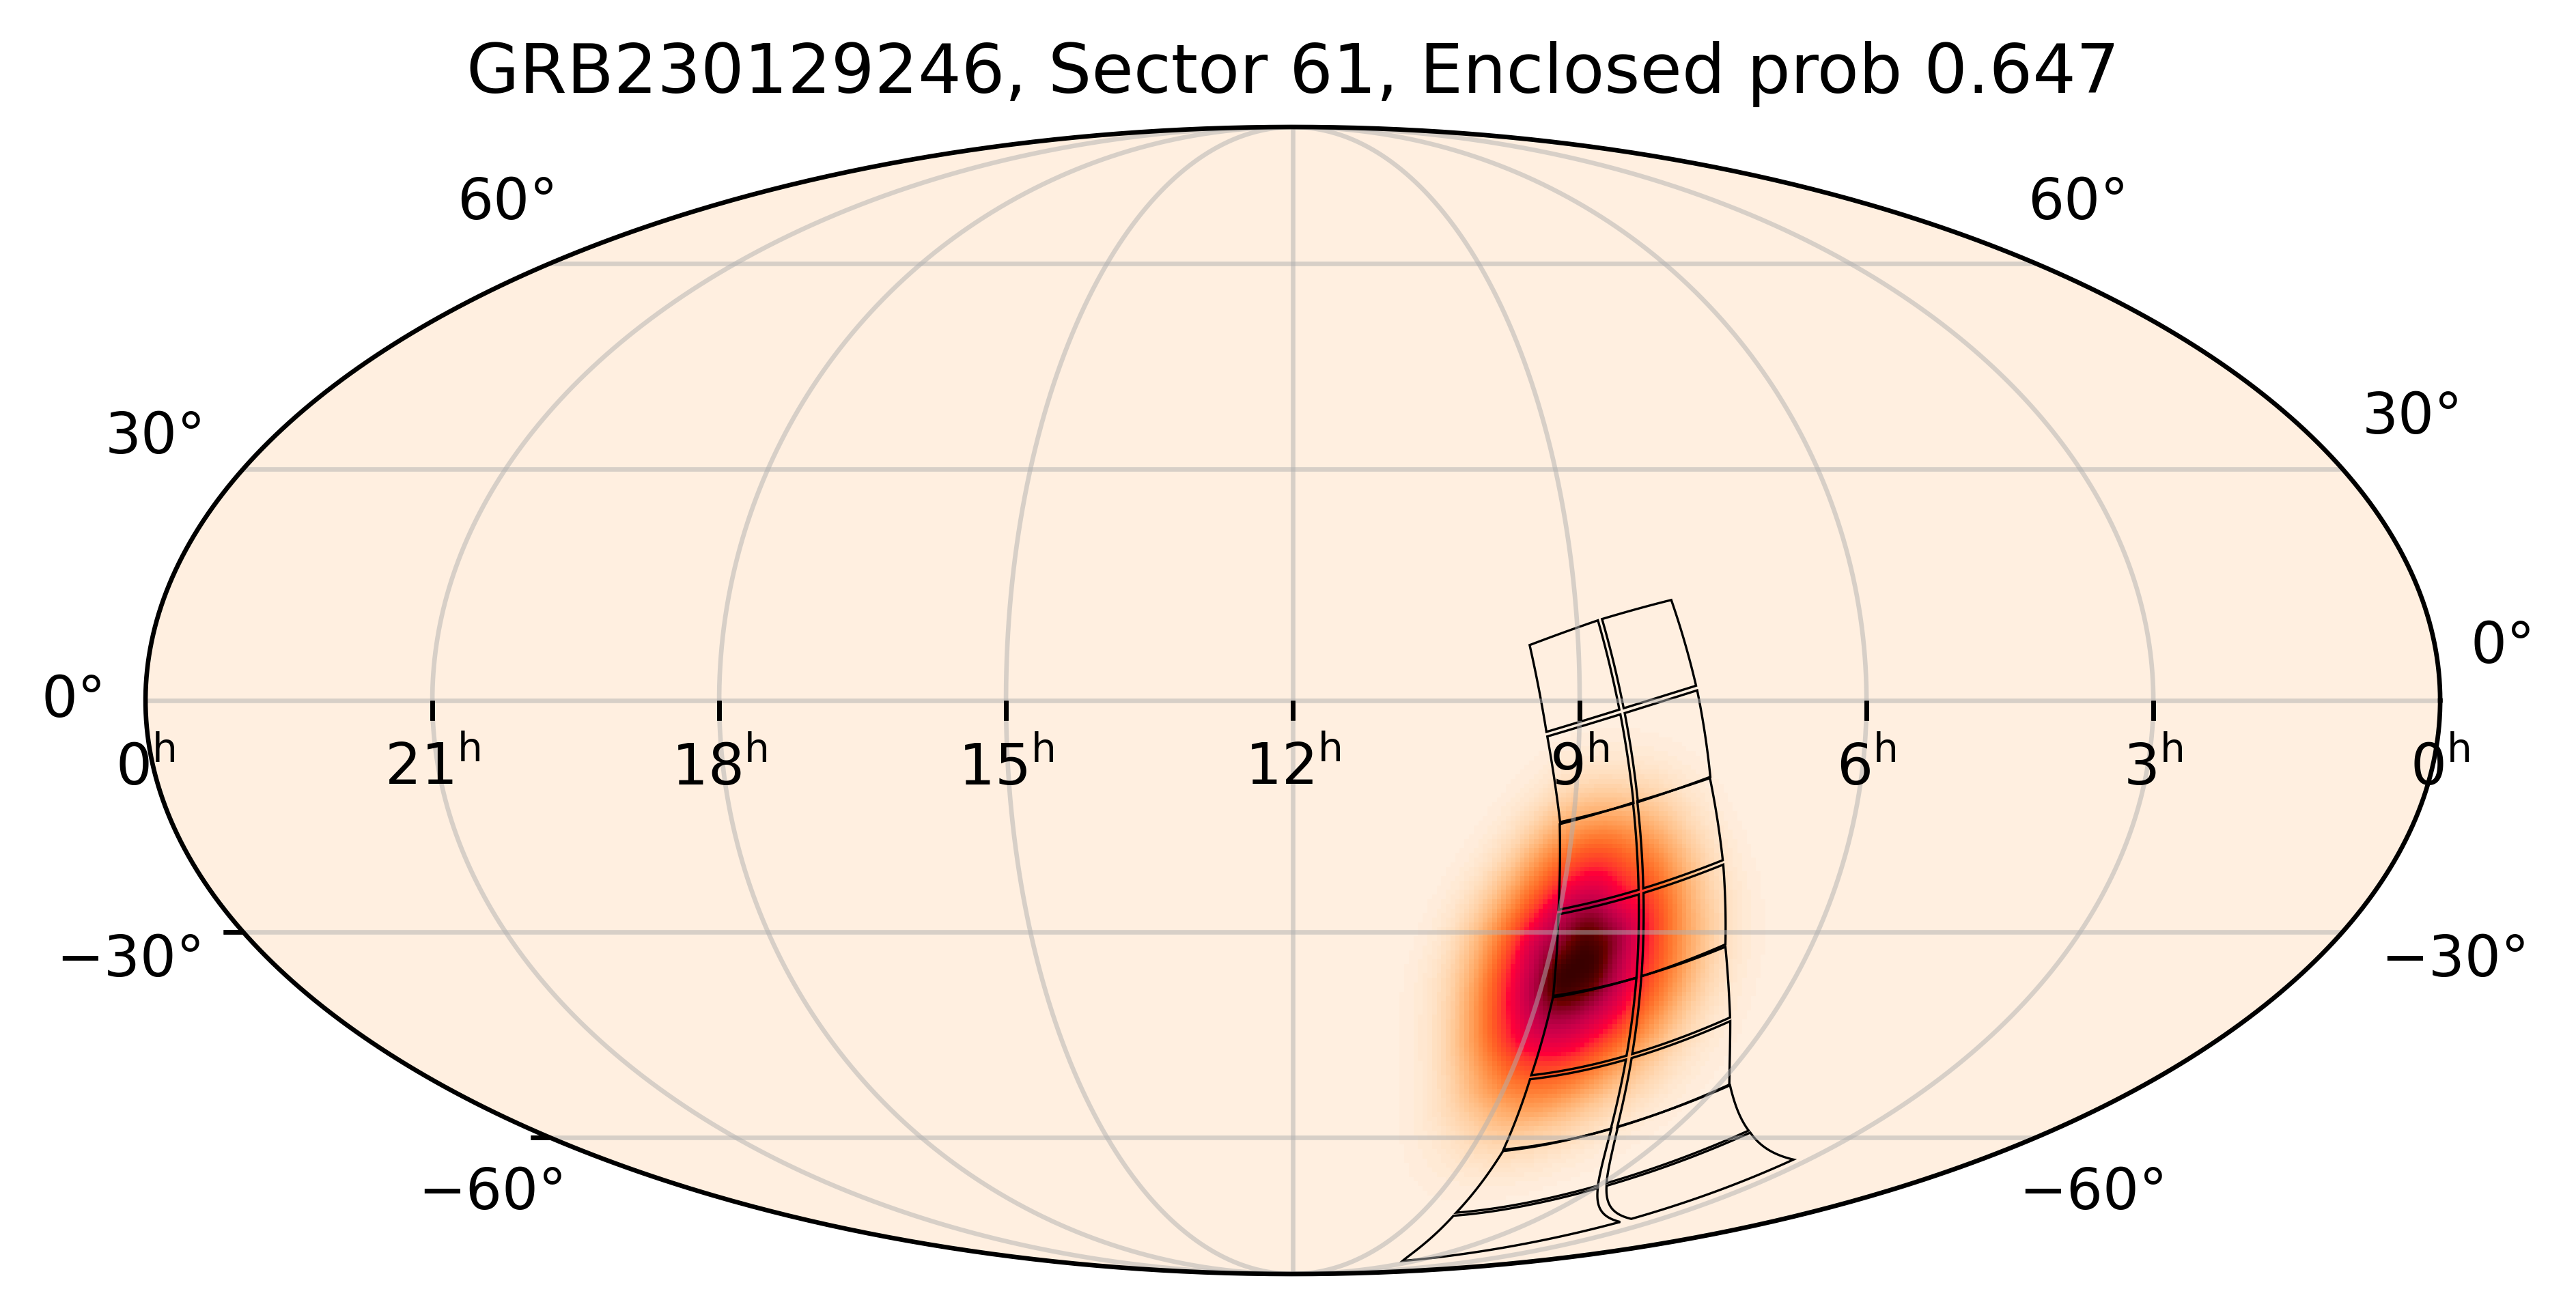 GRB230129246, Sector 61, Enclosed prob 0.647
60° 60°
30° 30°
0° 0°
0h 21h 18h 15h 12h 9h 6h 3h 0h
−30° −30°
−60° −60°